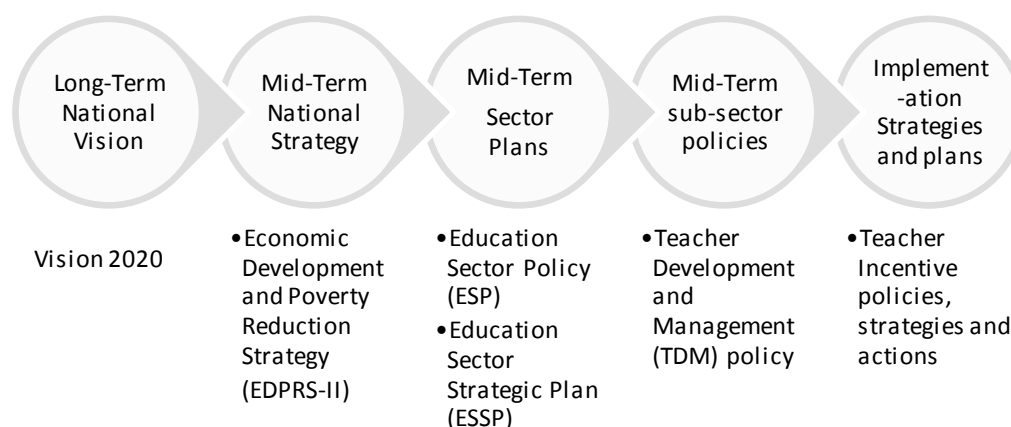 Long-Term
National
Vision
Mid-Term
National
Strategy
Mid-Term
Sector
Plans
Mid-Term
sub-sector
policies
Implement
-ation
Strategies
and plans
Vision 2020
•Economic
Development
and Poverty
Reduction
Strategy
(EDPRS-II)
•Education
Sector Policy
(ESP)
•Education
Sector
Strategic Plan
(ESSP)
•Teacher
Development
and
Management
(TDM) policy
•Teacher
Incentive
policies,
strategies and
actions